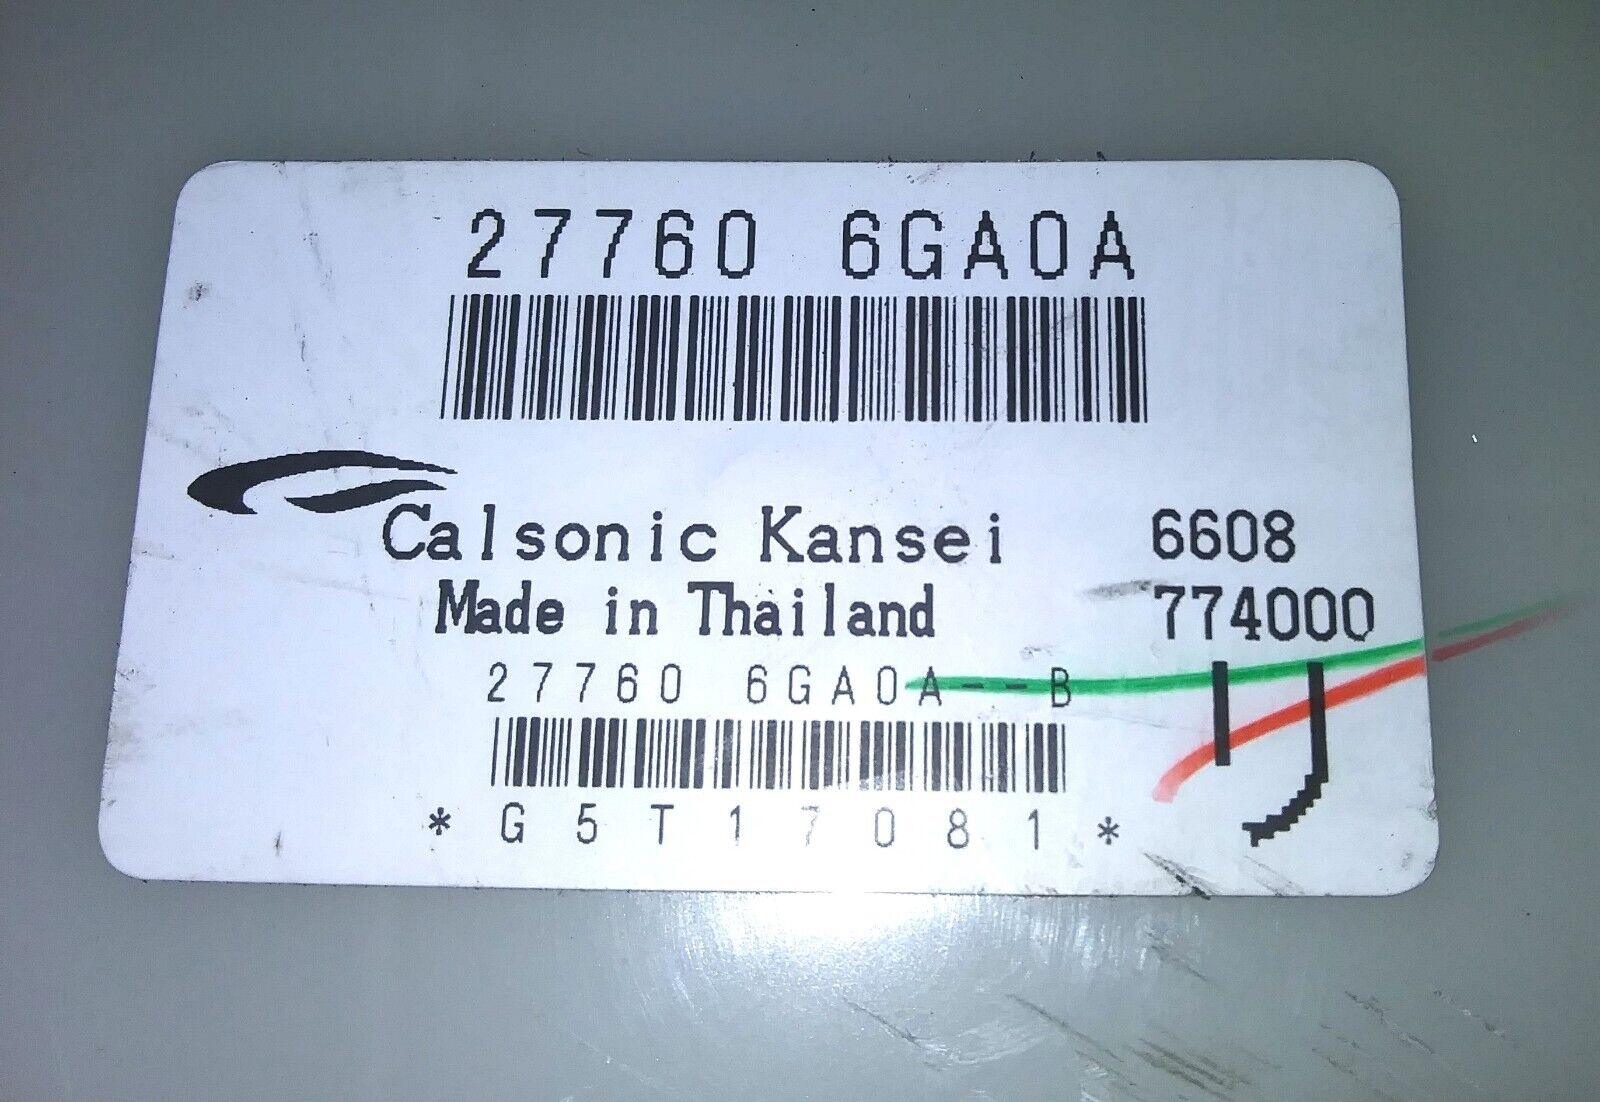 27760 6GA0A
Calsonic Kansei 6608
Made in Thailand 774000
27760 6GA0A--B
*G5T17081*